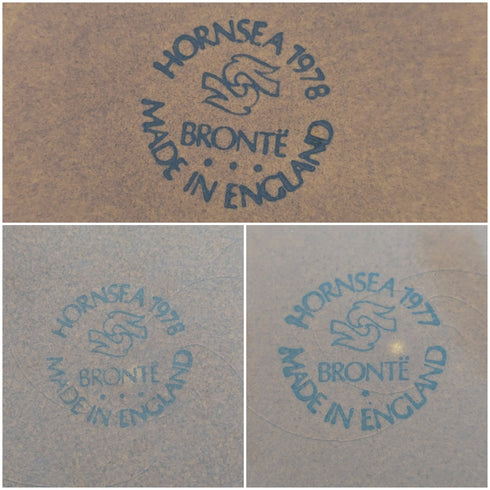 HORNSEA 1978
BRONTË
MADE IN ENGLAND
HORNSEA 1978
BRONTË
MADE IN ENGLAND
HORNSEA 1977
BRONTË
MADE IN ENGLAND